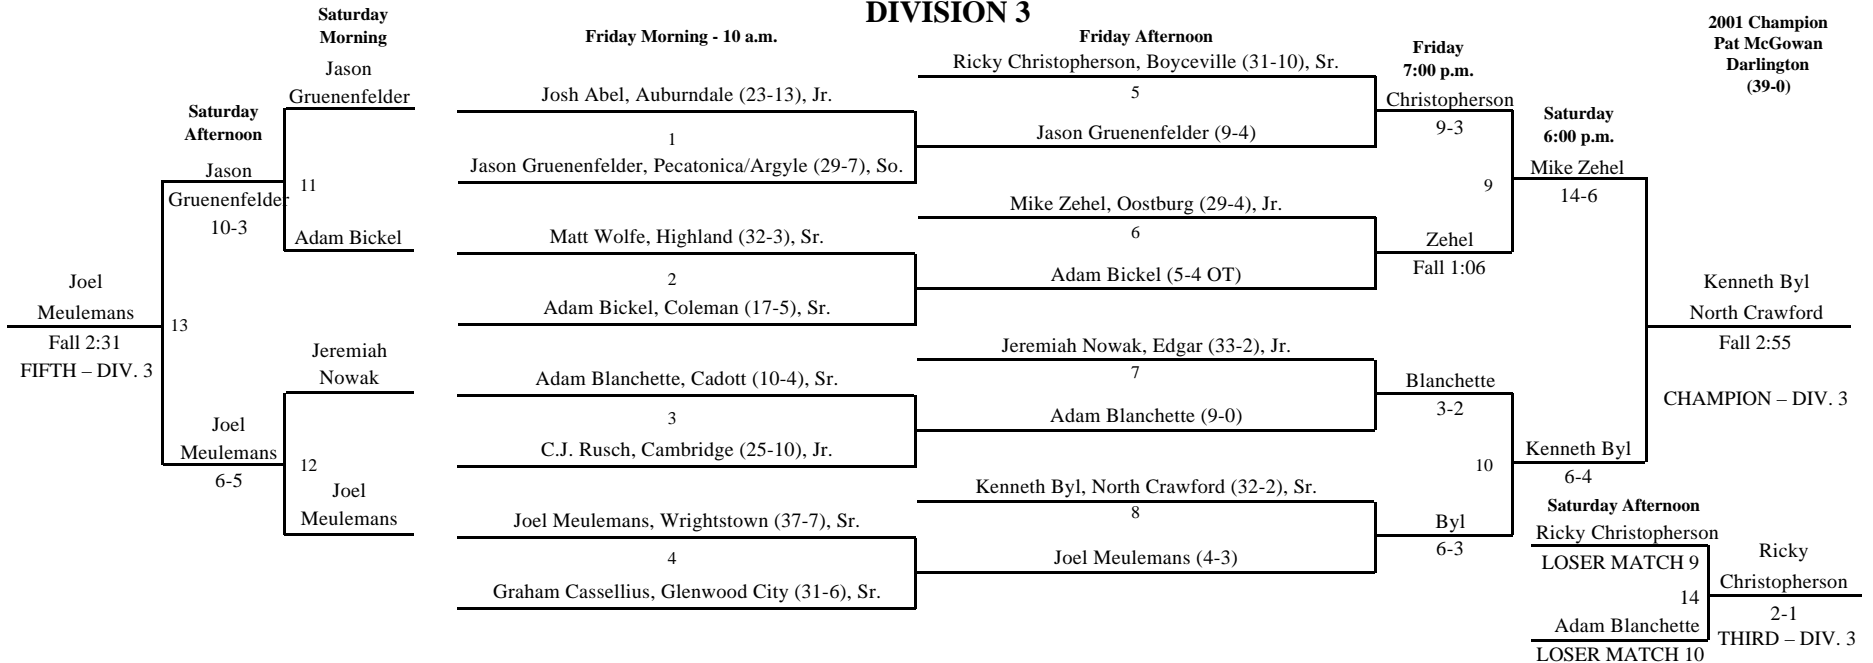 DIVISION 3
Saturday
Morning
Jason
Gruenenfelder
Saturday
Afternoon
Jason
Gruenenfelder
10-3
11
Adam Bickel
Joel
Meulemans
Fall 2:31
FIFTH – DIV. 3
13
Jeremiah
Nowak
Joel
Meulemans
6-5
12
Joel
Meulemans
Friday Morning - 10 a.m.
Josh Abel, Auburndale (23-13), Jr.
1
Jason Gruenenfelder, Pecatonica/Argyle (29-7), So.
Matt Wolfe, Highland (32-3), Sr.
2
Adam Bickel, Coleman (17-5), Sr.
Adam Blanchette, Cadott (10-4), Sr.
3
C.J. Rusch, Cambridge (25-10), Jr.
Joel Meulemans, Wrightstown (37-7), Sr.
4
Graham Cassellius, Glenwood City (31-6), Sr.
Friday Afternoon
Ricky Christopherson, Boyceville (31-10), Sr.
5
Jason Gruenenfelder (9-4)
Mike Zehel, Oostburg (29-4), Jr.
6
Adam Bickel (5-4 OT)
Jeremiah Nowak, Edgar (33-2), Jr.
7
Adam Blanchette (9-0)
Kenneth Byl, North Crawford (32-2), Sr.
8
Joel Meulemans (4-3)
Friday
7:00 p.m.
Christopherson
9-3
9
Zehel
Fall 1:06
Blanchette
3-2
10
Byl
6-3
Saturday
6:00 p.m.
Mike Zehel
14-6
Kenneth Byl
6-4
2001 Champion
Pat McGowan
Darlington
(39-0)
Kenneth Byl
North Crawford
Fall 2:55
CHAMPION – DIV. 3
Saturday Afternoon
Ricky Christopherson
LOSER MATCH 9
14
Adam Blanchette
LOSER MATCH 10
Ricky
Christopherson
2-1
THIRD – DIV. 3